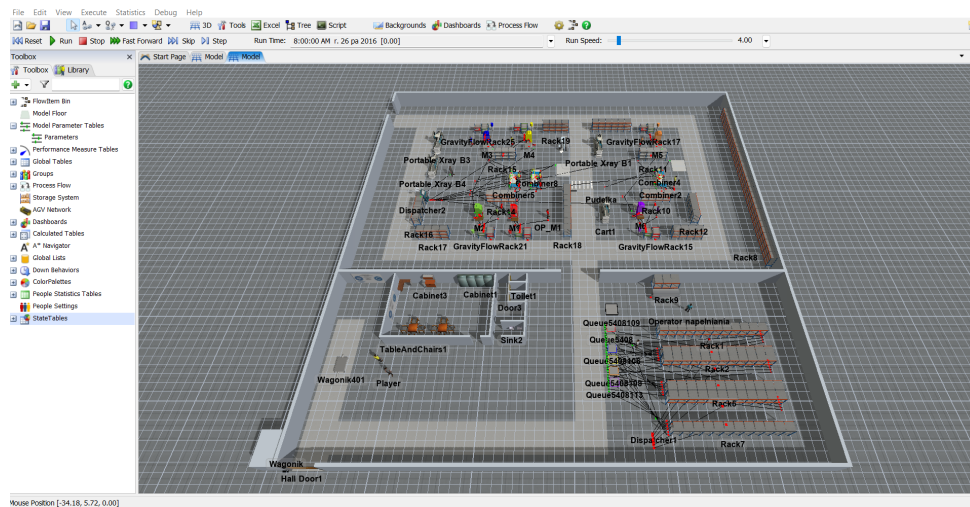 File Edit View Execute Statistics Debug Help
3D Tools Excel Tree Script Backgrounds Dashboards Process Flow
Reset Run Stop Fast Forward Skip Step Run Time: 8:00:00 AM r. 26 pa 2016 [0.00] Run Speed: 4.00
Toolbox
Start Page Model Model
Toolbox Library
FlowItem Bin
Model Floor
Model Parameter Tables
Parameters
Performance Measure Tables
Global Tables
Groups
Process Flow
Storage System
AGV Network
Dashboards
Calculated Tables
A* Navigator
Global Lists
Down Behaviors
ColorPalettes
People Statistics Tables
People Settings
StateTables
GravityFlowRack25 Rack19 GravityFlowRack17
M3 M4 M5
Portable Xray B3 Portable Xray B1
Rack15 Rack11
Portable Xray B4 Combiner8 Combiner4
Combiner5 Combiner2
Pudelka
Dispatcher2 Rack14 Rack10
M2 M1 OP_M1 M6
Rack16 Cart1 Rack12
Rack17 GravityFlowRack21 Rack18 GravityFlowRack15
Rack8
Cabinet3 Cabinet1 Toilet1
Rack9
Door3
Queue5408109 Operator napelniania
Sink2 Queue5408
Rack1
TableAndChairs1
Rack2
Wagonik401 Player
Queue5408113 Rack5
Dispatcher1 Rack7
Wagonik
Hall Door1
Mouse Position [-34.18, 5.72, 0.00]